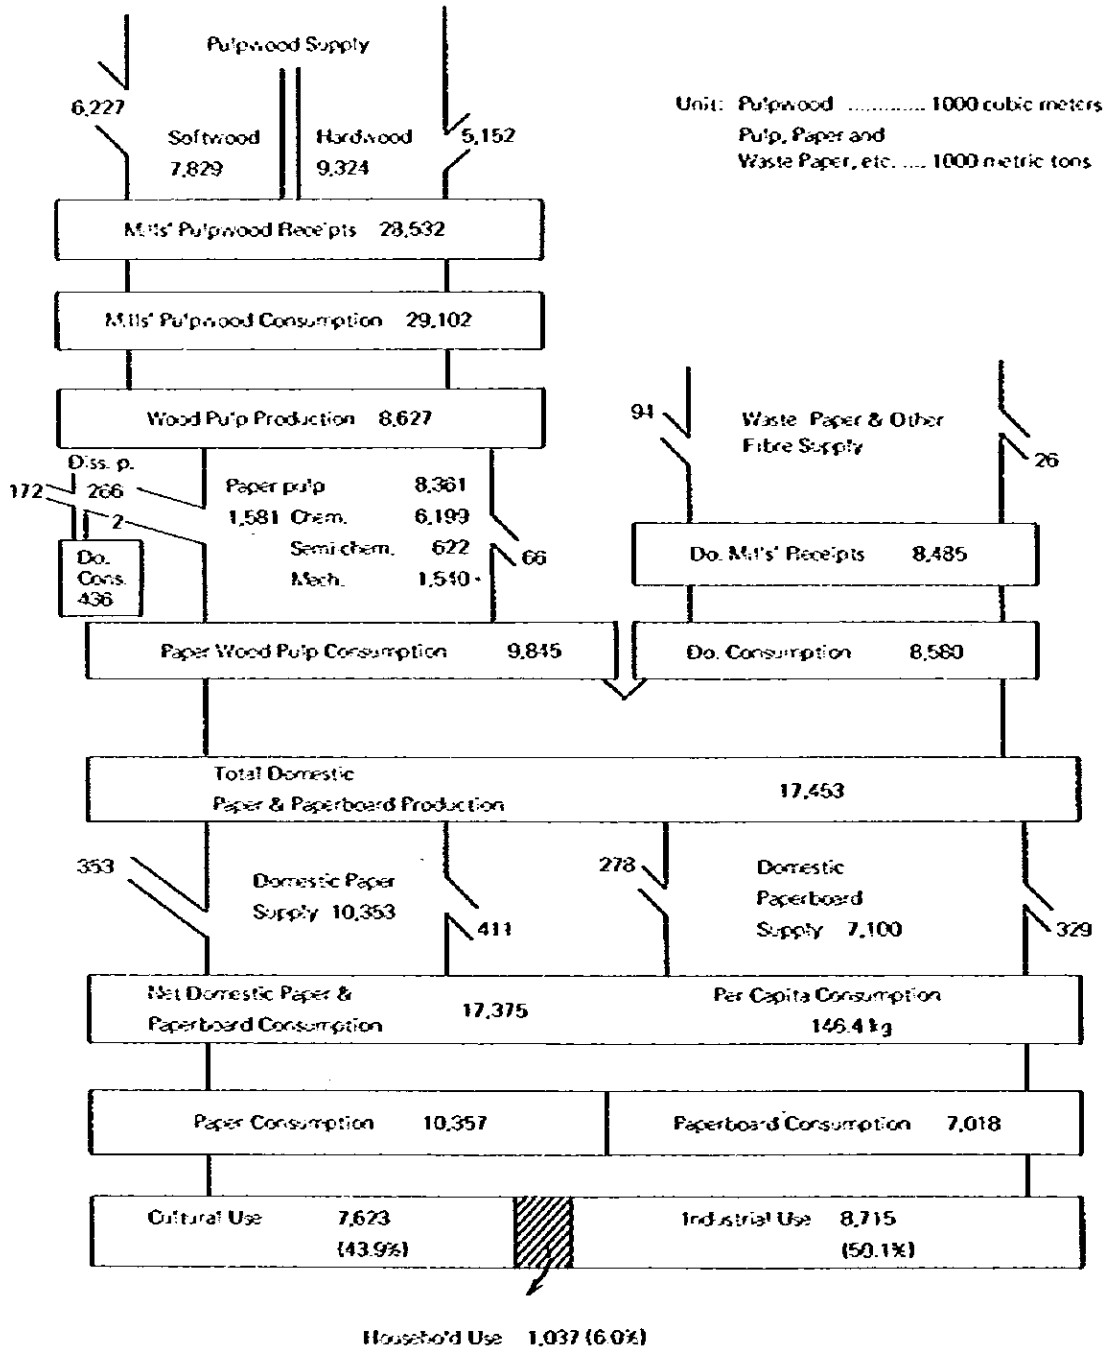 Pulpwood Supply
6,227
Softwood
7,829
Hardwood
9,324
5,152
Unit: Pulpwood ............ 1000 cubic meters
Pulp, Paper and
Waste Paper, etc. .... 1000 metric tons
Mills' Pulpwood Receipts 28,532
Mills' Pulpwood Consumption 29,102
Wood Pulp Production 8,627
Diss. p.
172
266
2
Do.
Cons.
436
Paper pulp 8,361
1,581 Chem. 6,199
Semi chem. 622
Mech. 1,540
66
94
Waste Paper & Other
Fibre Supply
26
Do. Mills' Receipts 8,485
Paper Wood Pulp Consumption 9,845
Do. Consumption 8,580
Total Domestic
Paper & Paperboard Production 17,453
353
Domestic Paper
Supply 10,353
411
278
Domestic
Paperboard
Supply 7,100
329
Net Domestic Paper &
Paperboard Consumption 17,375
Per Capita Consumption
146.4 kg
Paper Consumption 10,357
Paperboard Consumption 7,018
Cultural Use 7,623
(43.9%)
Industrial Use 8,715
(50.1%)
Household Use 1,037 (6.0%)